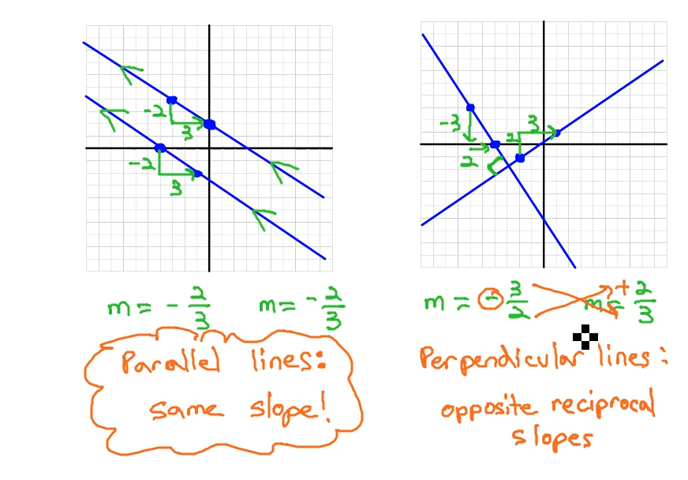 -2
3
-2
3
-3
2
2
3
m = - 2/3
m = - 2/3
Parallel lines:
same slope!
m = - 3/2
m = + 2/3
Perpendicular lines:
opposite reciprocal
slopes